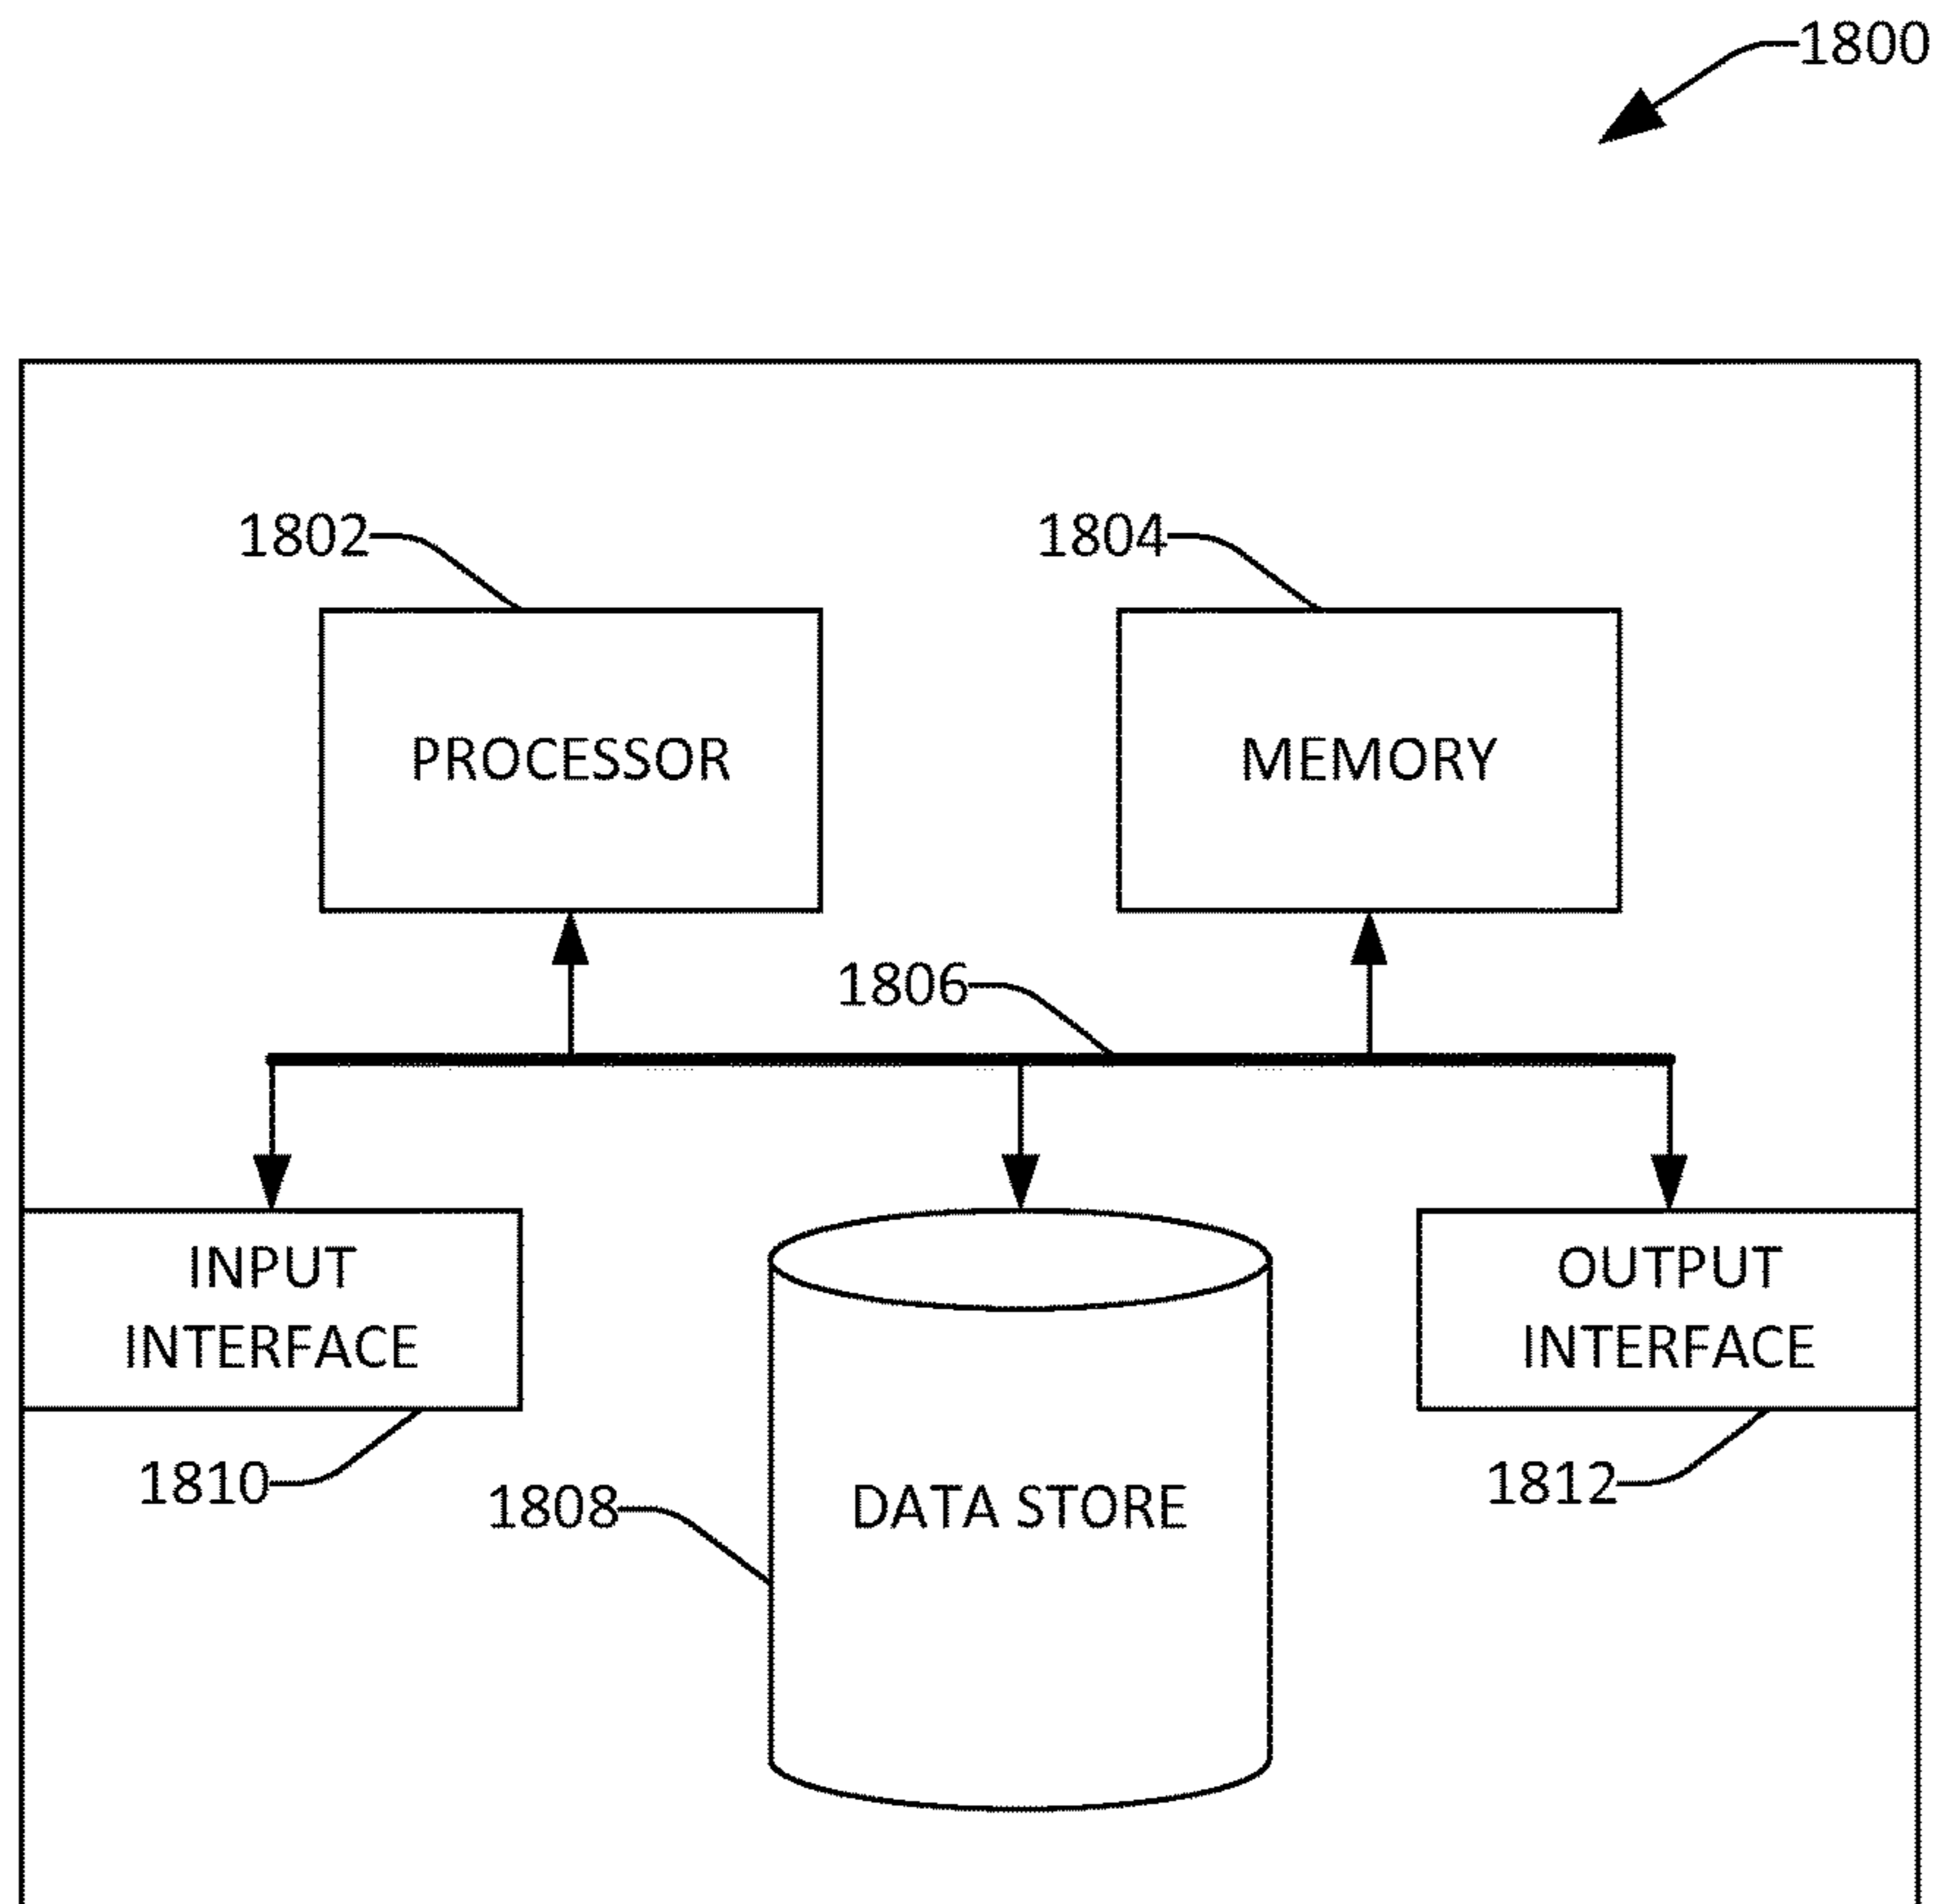 1800
1802
1804
PROCESSOR
MEMORY
1806
INPUT
INTERFACE
OUTPUT
INTERFACE
1810
1808
DATA STORE
1812